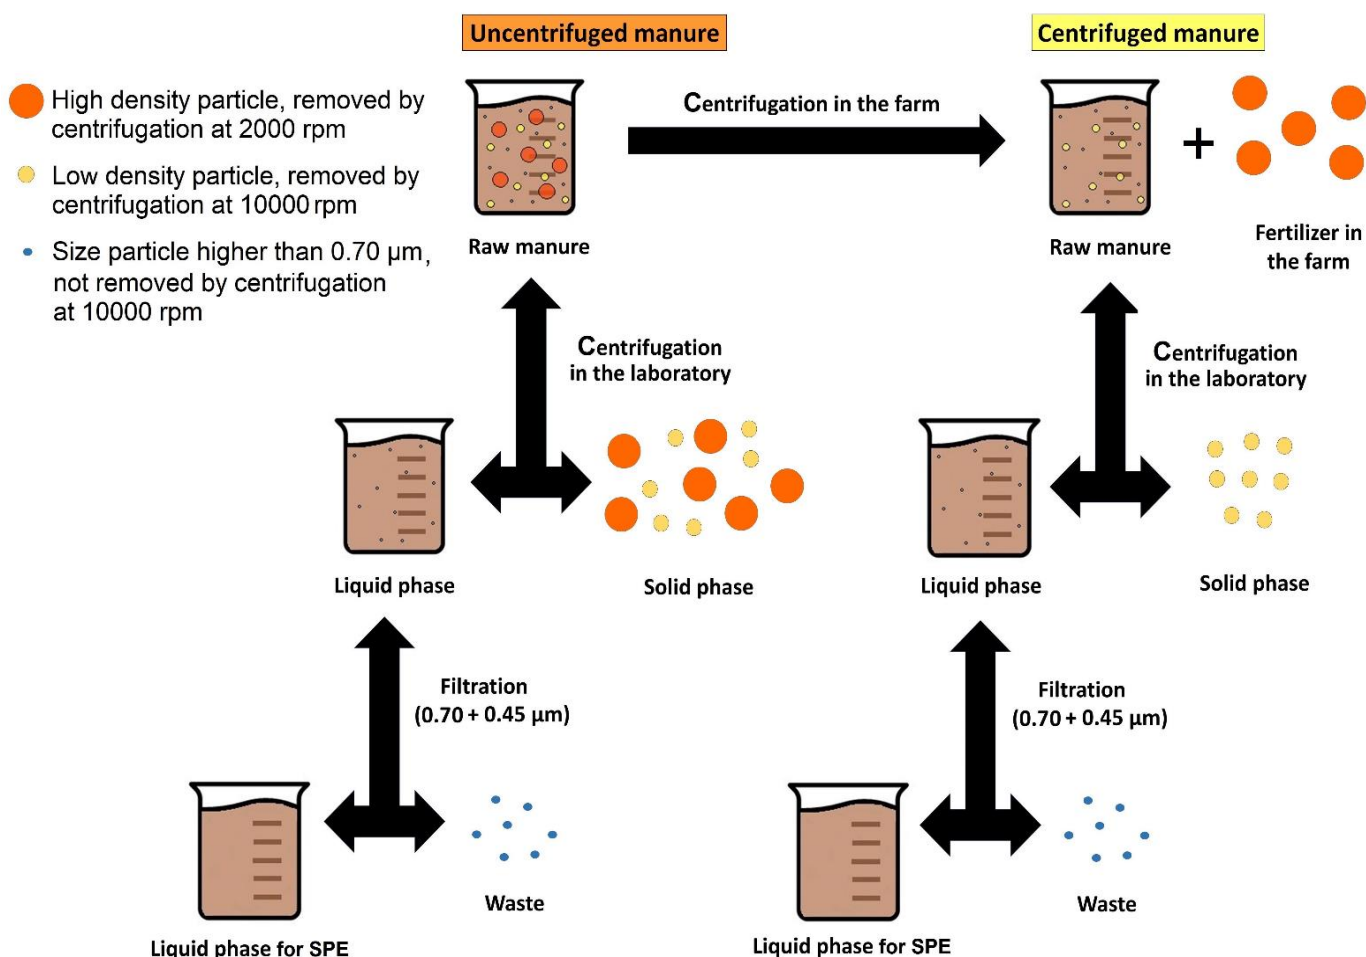 Uncentrifuged manure
Centrifuged manure
High density particle, removed by
centrifugation at 2000 rpm
Low density particle, removed by
centrifugation at 10000 rpm
Size particle higher than 0.70 µm,
not removed by centrifugation
at 10000 rpm
Centrifugation in the farm
+
Raw manure
Raw manure
Fertilizer in
the farm
Centrifugation
in the laboratory
Centrifugation
in the laboratory
Liquid phase
Solid phase
Liquid phase
Solid phase
Filtration
(0.70 + 0.45 µm)
Filtration
(0.70 + 0.45 µm)
Waste
Waste
Liquid phase for SPE
Liquid phase for SPE